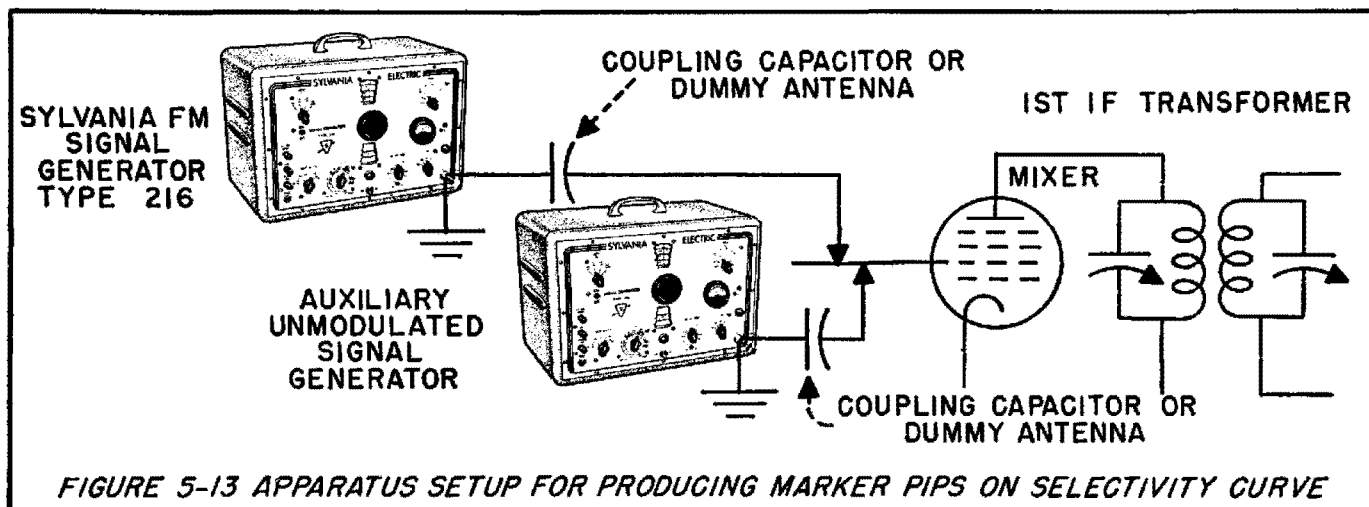 SYLVANIA ELECTRIC
COUPLING CAPACITOR OR
DUMMY ANTENNA
1ST IF TRANSFORMER
SYLVANIA FM
SIGNAL
GENERATOR
TYPE 216
MIXER
SYLVANIA ELECTRIC
AUXILIARY
UNMODULATED
SIGNAL
GENERATOR
COUPLING CAPACITOR OR
DUMMY ANTENNA
FIGURE 5-13 APPARATUS SETUP FOR PRODUCING MARKER PIPS ON SELECTIVITY CURVE